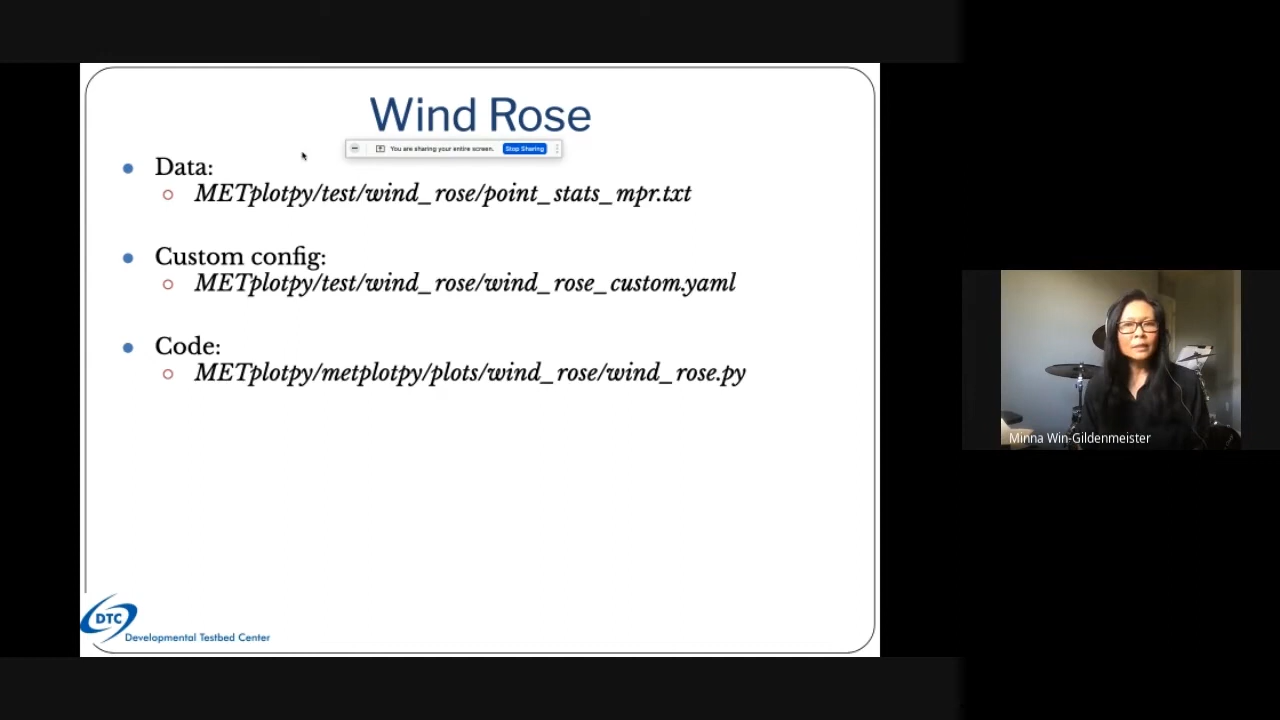 Wind Rose
You are sharing your entire screen.
Stop Sharing
Data:
METplotpy/test/wind_rose/point_stats_mpr.txt
Custom config:
METplotpy/test/wind_rose/wind_rose_custom.yaml
Code:
METplotpy/metplotpy/plots/wind_rose/wind_rose.py
DTC
Developmental Testbed Center
Minna Win-Gildenmeister